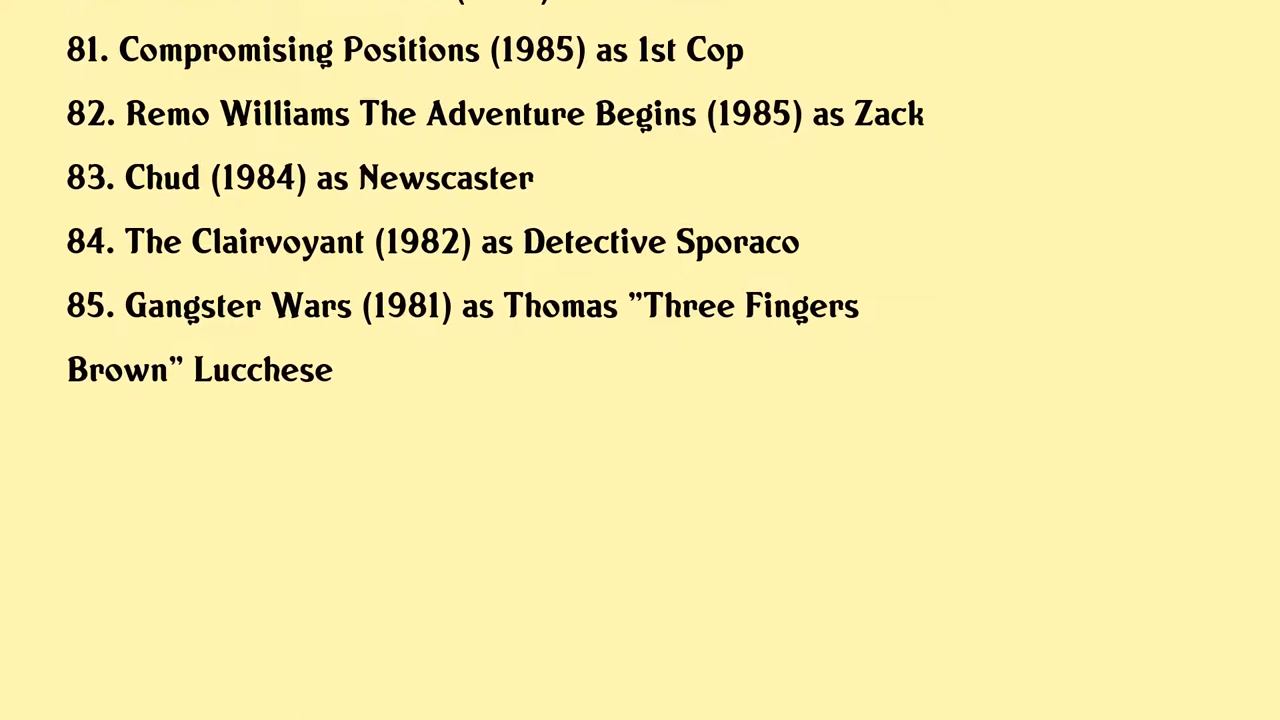 81. Compromising Positions (1985) as 1st Cop
82. Remo Williams The Adventure Begins (1985) as Zack
83. Chud (1984) as Newscaster
84. The Clairvoyant (1982) as Detective Sporaco
85. Gangster Wars (1981) as Thomas "Three Fingers
Brown" Lucchese